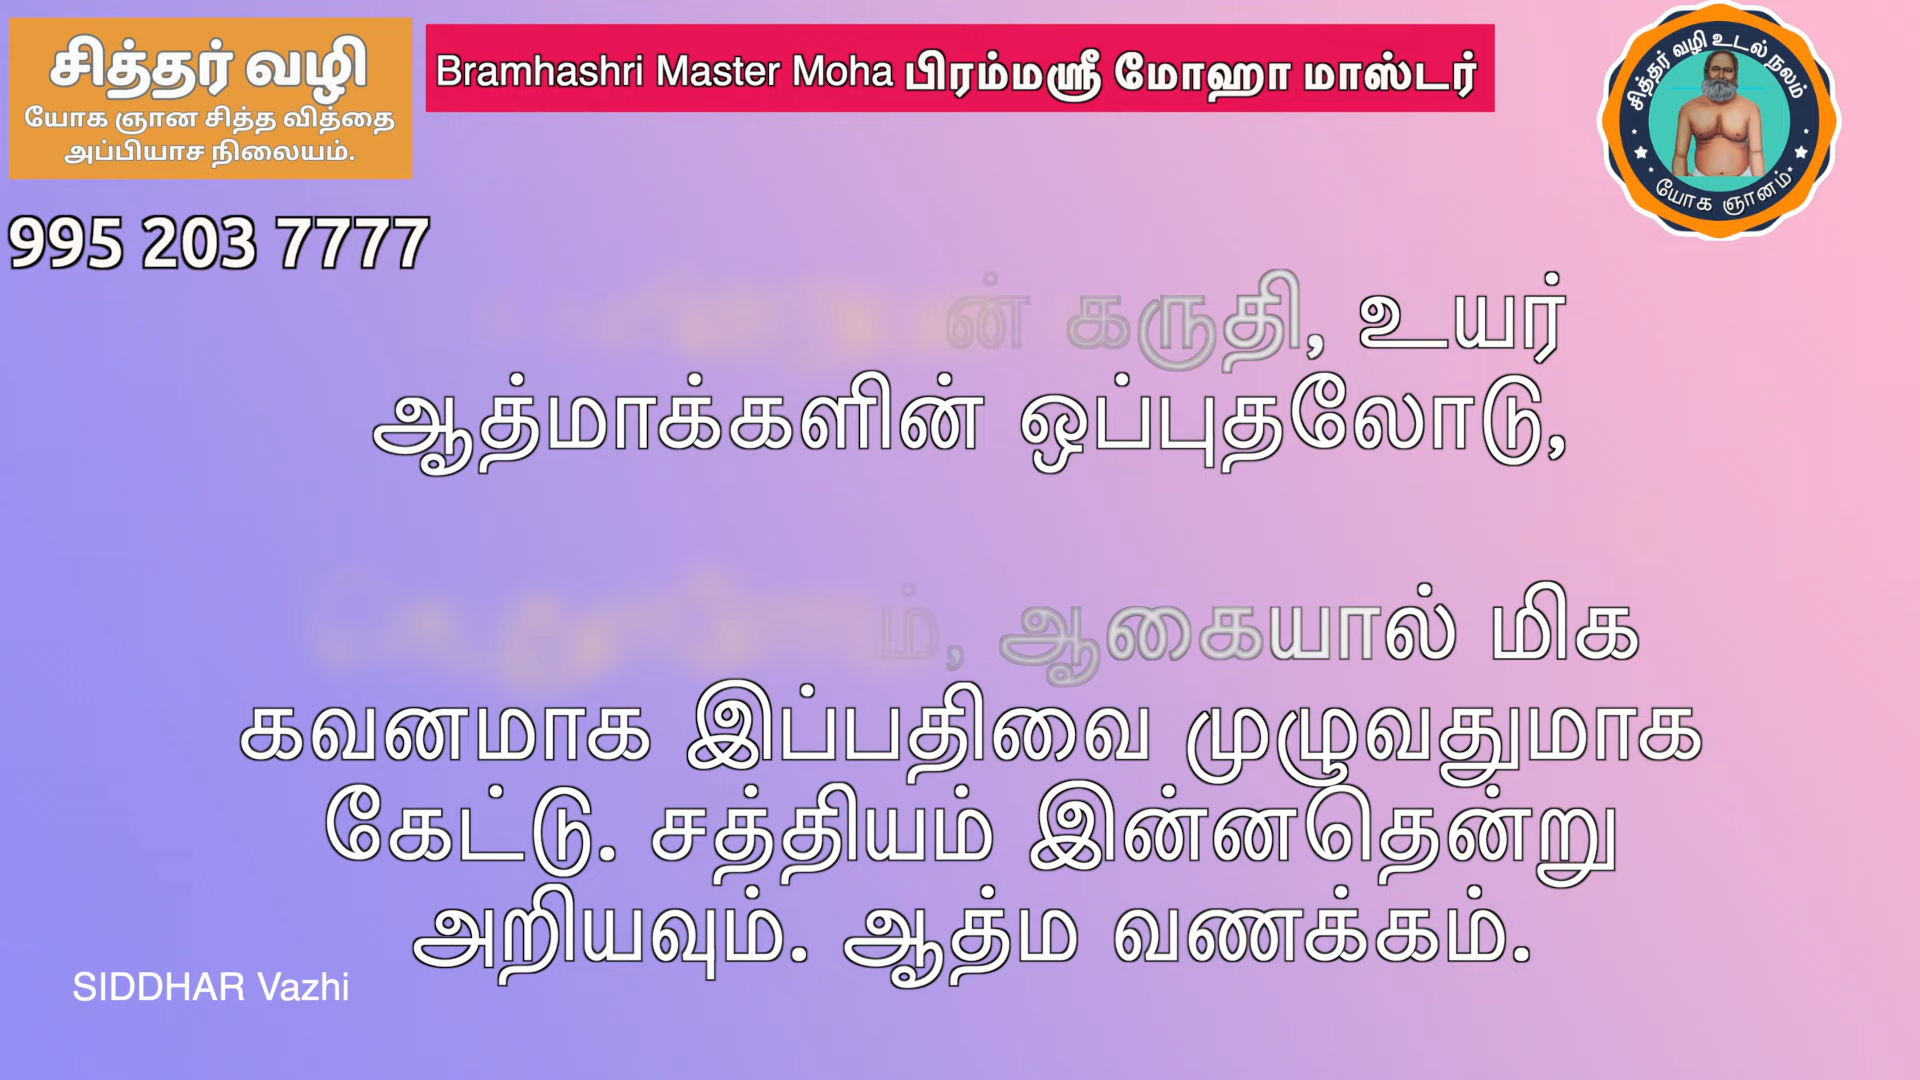 சித்தர் வழி
யோக ஞான சித்த வித்தை
அப்பியாச நிலையம்.
Bramhashri Master Moha பிரம்மஸ்ரீ மோஹா மாஸ்டர்
சித்தர் வழி உடல் நலம்
யோக ஞானம்
995 203 7777
கருதி, உயர்
ஆத்மாக்களின் ஒப்புதலோடு,
ஆகையால் மிக
கவனமாக இப்பதிவை முழுவதுமாக
கேட்டு. சத்தியம் இன்னதென்று
அறியவும். ஆத்ம வணக்கம்.
SIDDHAR Vazhi